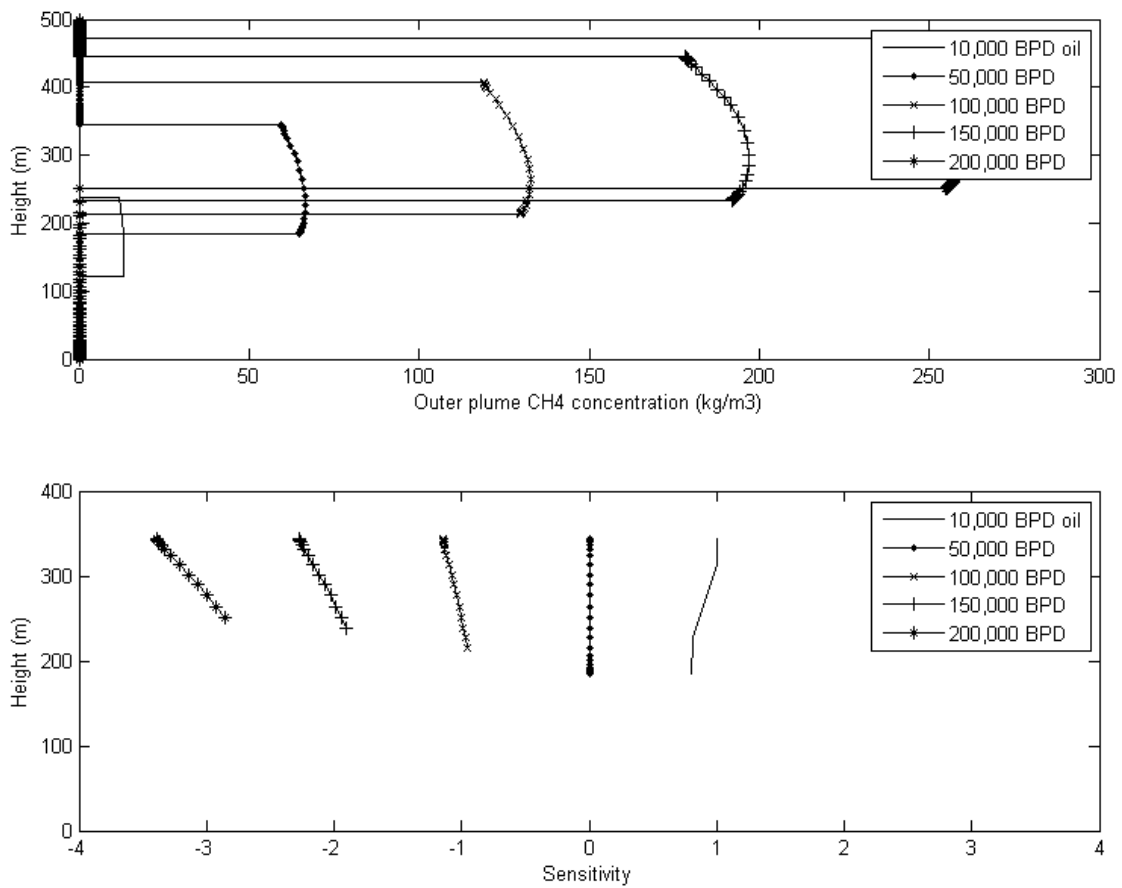 500
400
300
200
100
0
Height (m)
0 50 100 150 200 250 300
Outer plume CH4 concentration (kg/m3)
10,000 BPD oil
50,000 BPD
100,000 BPD
150,000 BPD
200,000 BPD
400
300
200
100
0
Height (m)
-4 -3 -2 -1 0 1 2 3 4
Sensitivity
10,000 BPD oil
50,000 BPD
100,000 BPD
150,000 BPD
200,000 BPD